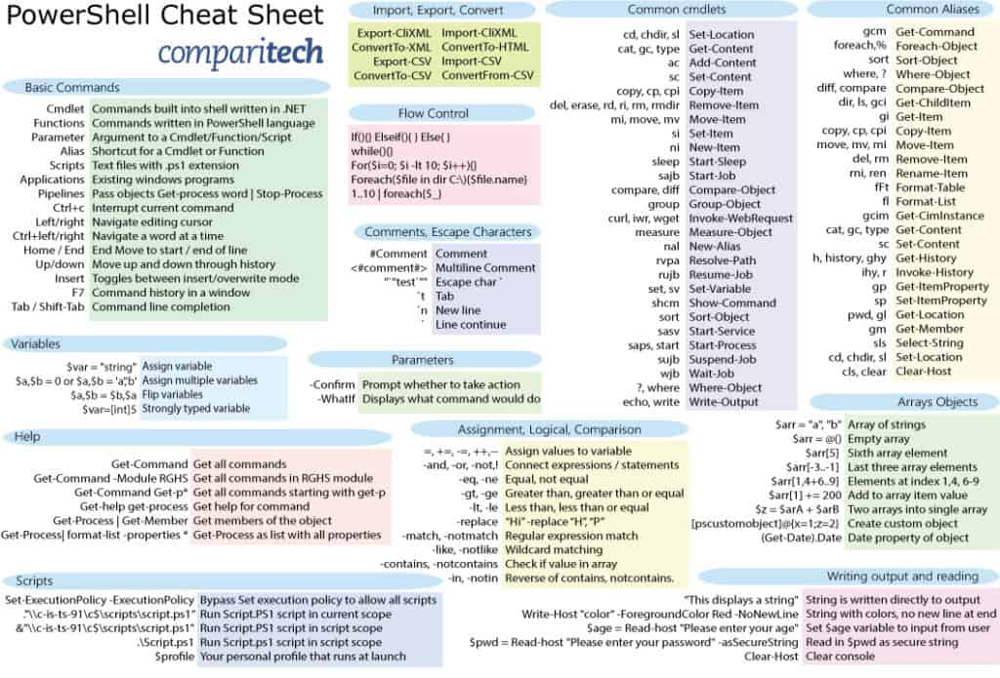 PowerShell Cheat Sheet
comparitech
Basic Commands
Cmdlet Commands built into shell written in .NET
Functions Commands written in PowerShell language
Parameter Argument to a Cmdlet/Function/Script
Alias Shortcut for a Cmdlet or Function
Scripts Text files with .ps1 extension
Applications Existing windows programs
Pipelines Pass objects Get-process word | Stop-Process
Ctrl+c Interrupt current command
Left/right Navigate editing cursor
Ctrl+left/right Navigate a word at a time
Home / End End Move to start / end of line
Up/down Move up and down through history
Insert Toggles between insert/overwrite mode
F7 Command history in a window
Tab / Shift-Tab Command line completion
Variables
$var = "string" Assign variable
$a,$b = 0 or $a,$b = 'a','b' Assign multiple variables
$a,$b = $b,$a Flip variables
$var=[int]5 Strongly typed variable
Help
Get-Command Get all commands
Get-Command -Module RGHS Get all commands in RGHS module
Get-Command Get-p* Get all commands starting with get-p
Get-help get-process Get help for command
Get-Process | Get-Member Get members of the object
Get-Process| format-list -properties * Get-Process as list with all properties
Scripts
Set-ExecutionPolicy -ExecutionPolicy Bypass Set execution policy to allow all scripts
."\\c-is-ts-91\c$\scripts\script.ps1" Run Script.PS1 script in current scope
&"\\c-is-ts-91\c$\scripts\script.ps1" Run Script.PS1 script in script scope
.\Script.ps1 Run Script.ps1 script in script scope
$profile Your personal profile that runs at launch
Import, Export, Convert
Export-CliXML Import-CliXML
ConvertTo-XML ConvertTo-HTML
Export-CSV Import-CSV
ConvertTo-CSV ConvertFrom-CSV
Flow Control
If(){} Elseif(){ } Else{ }
while(){}
For($i=0; $i -lt 10; $i++){}
Foreach($file in dir C:\){$file.name}
1..10 | foreach{$_}
Comments, Escape Characters
#Comment Comment
<#comment#> Multiline Comment
"`"test`"" Escape char `
`t Tab
`n New line
` Line continue
Parameters
-Confirm Prompt whether to take action
-WhatIf Displays what command would do
Assignment, Logical, Comparison
=, +=, -=, ++,-- Assign values to variable
-and, -or, -not,! Connect expressions / statements
-eq, -ne Equal, not equal
-gt, -ge Greater than, greater than or equal
-lt, -le Less than, less than or equal
-replace "Hi" -replace "H", "P"
-match, -notmatch Regular expression match
-like, -notlike Wildcard matching
-contains, -notcontains Check if value in array
-in, -notin Reverse of contains, notcontains.
Common cmdlets
cd, chdir, sl Set-Location
cat, gc, type Get-Content
ac Add-Content
sc Set-Content
copy, cp, cpi Copy-Item
del, erase, rd, ri, rm, rmdir Remove-Item
mi, move, mv Move-Item
si Set-Item
ni New-Item
sleep Start-Sleep
sajb Start-Job
compare, diff Compare-Object
group Group-Object
curl, iwr, wget Invoke-WebRequest
measure Measure-Object
nal New-Alias
rvpa Resolve-Path
rujb Resume-Job
set, sv Set-Variable
shcm Show-Command
sort Sort-Object
sasv Start-Service
saps, start Start-Process
sujb Suspend-Job
wjb Wait-Job
?, where Where-Object
echo, write Write-Output
Common Aliases
gcm Get-Command
foreach,% Foreach-Object
sort Sort-Object
where, ? Where-Object
diff, compare Compare-Object
dir, ls, gci Get-ChildItem
gi Get-Item
copy, cp, cpi Copy-Item
move, mv, mi Move-Item
del, rm Remove-Item
rni, ren Rename-Item
fFt Format-Table
fl Format-List
gcim Get-CimInstance
cat, gc, type Get-Content
sc Set-Content
h, history, ghy Get-History
ihy, r Invoke-History
gp Get-ItemProperty
sp Set-ItemProperty
pwd, gl Get-Location
gm Get-Member
sls Select-String
cd, chdir, sl Set-Location
cls, clear Clear-Host
Arrays Objects
$arr = "a", "b" Array of strings
$arr = @() Empty array
$arr[5] Sixth array element
$arr[-3..-1] Last three array elements
$arr[1,4+6..9] Elements at index 1,4, 6-9
$arr[1] += 200 Add to array item value
$z = $arA + $arB Two arrays into single array
[pscustomobject]@{x=1;z=2} Create custom object
(Get-Date).Date Date property of object
Writing output and reading
"This displays a string" String is written directly to output
Write-Host "color" -ForegroundColor Red -NoNewLine String with colors, no new line at end
$age = Read-host "Please enter your age" Set $age variable to input from user
$pwd = Read-host "Please enter your password" -asSecureString Read in $pwd as secure string
Clear-Host Clear console